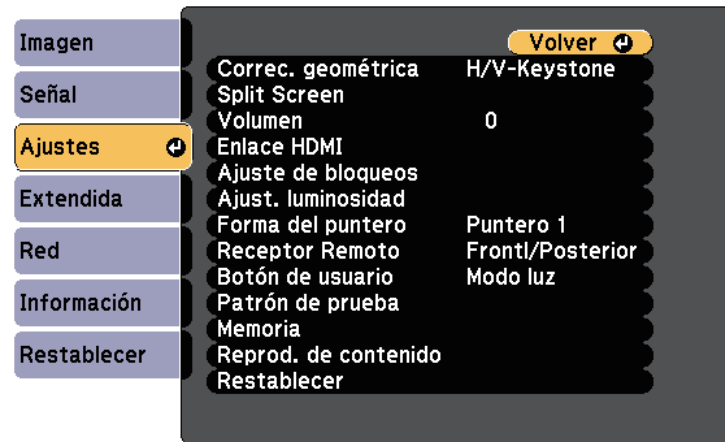 Imagen
Señal
Ajustes
Extendida
Red
Información
Restablecer
Volver
Correc. geométrica H/V-Keystone
Split Screen
Volumen 0
Enlace HDMI
Ajuste de bloqueos
Ajust. luminosidad
Forma del puntero Puntero 1
Receptor Remoto Frontl/Posterior
Botón de usuario Modo luz
Patrón de prueba
Memoria
Reprod. de contenido
Restablecer